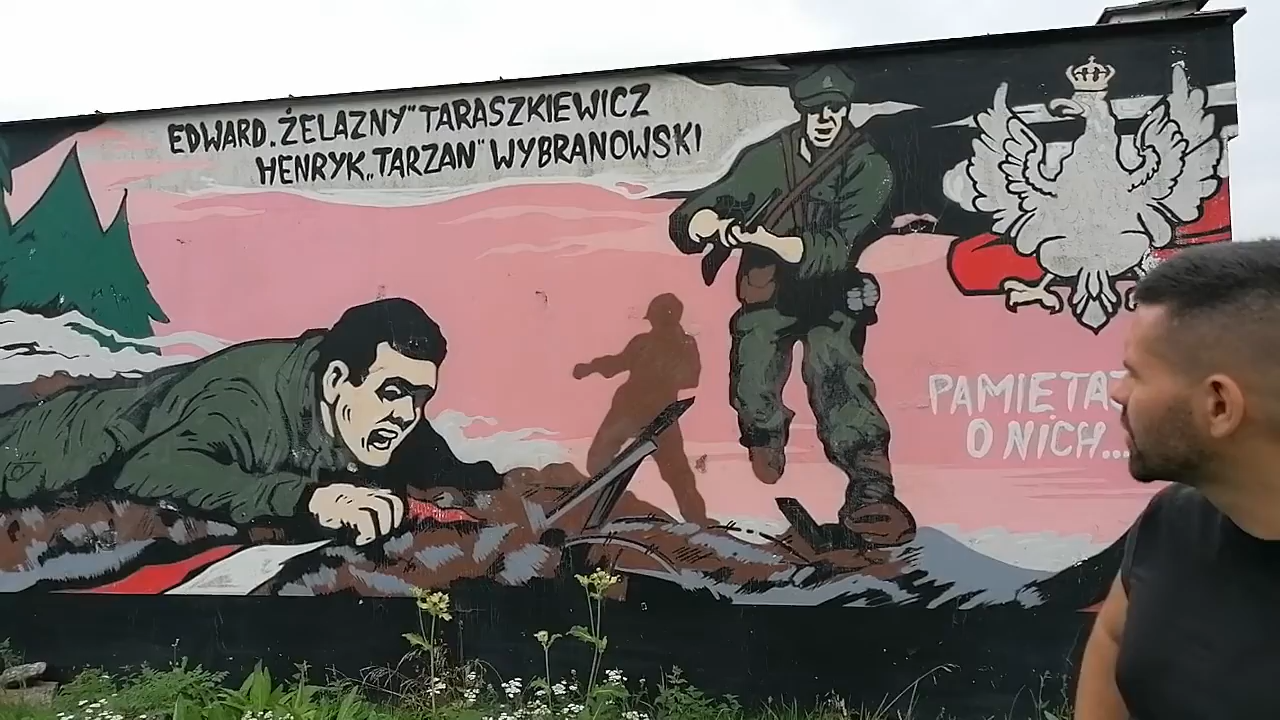 EDWARD „ŻELAZNY" TARASZKIEWICZ
HENRYK „TARZAN" WYBRANOWSKI
PAMIĘTAJ
O NICH...